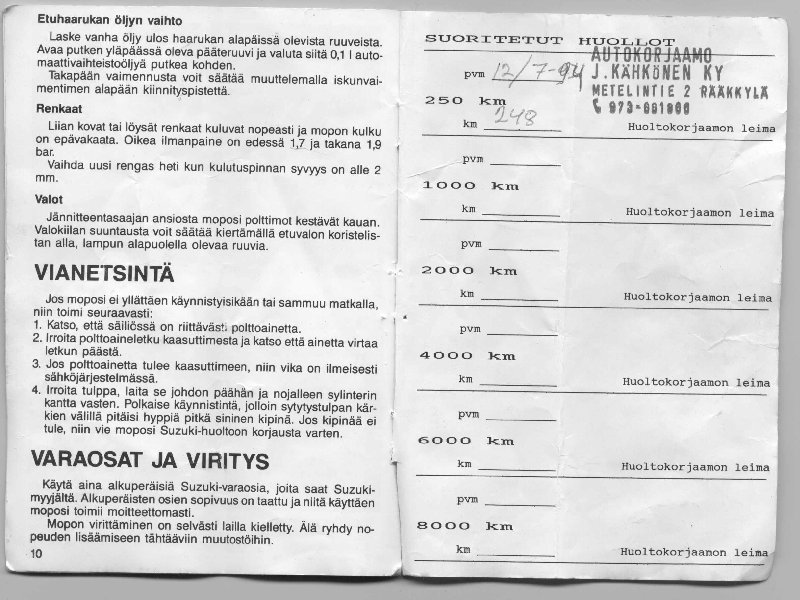 Etuhaarukan öljyn vaihto
Laske vanha öljy ulos haarukan alapäissä olevista ruuveista.
Avaa putken yläpäässä oleva pääteruuvi ja valuta siitä 0,1 l auto-
maattivaihteistoöljyä putkea kohden.
Takapään vaimennusta voit säätää muuttelemalla iskunvai-
mentimen alapään kiinnityspistettä.
Renkaat
Liian kovat tai löysät renkaat kuluvat nopeasti ja mopon kulku
on epävakaata. Oikea ilmanpaine on edessä 1,7 ja takana 1,9
bar.
Vaihda uusi rengas heti kun kulutuspinnan syvyys on alle 2
mm.
Valot
Jännitteentasaajan ansiosta moposi polttimot kestävät kauan.
Valokiilan suuntausta voit säätää kiertämällä etuvalon koristelis-
tan alla, lampun alapuolella olevaa ruuvia.
VIANETSINTÄ
Jos moposi ei yllättäen käynnistyisikään tai sammuu matkalla,
niin toimi seuraavasti:
1. Katso, että säiliössä on riittävästi polttoainetta.
2. Irroita polttoaineletku kaasuttimesta ja katso että ainetta virtaa
letkun päästä.
3. Jos polttoainetta tulee kaasuttimeen, niin vika on ilmeisesti
sähköjärjestelmässä.
4. Irroita tulppa, laita se johdon päähän ja nojalleen sylinterin
kantta vasten. Polkaise käynnistintä, jolloin sytytystulpan kär-
kien välillä pitäisi hyppiä pitkä sininen kipinä. Jos kipinää ei
tule, niin vie moposi Suzuki-huoltoon korjausta varten.
VARAOSAT JA VIRITYS
Käytä aina alkuperäisiä Suzuki-varaosia, joita saat Suzuki-
myyjältä. Alkuperäisten osien sopivuus on taattu ja niitä käyttäen
moposi toimii moitteettomasti.
Mopon virittäminen on selvästi lailla kielletty. Älä ryhdy no-
peuden lisäämiseen tähtääviin muutostöihin.
10
SUORITETUT HUOLLOT
AUTOKORJAAMO
pvm 12/7-94 J. KÄHKÖNEN KY
METELINTIE 2 RÄÄKKYLÄ
250 km
973-661066
km 248 Huoltokorjaamon leima
pvm
1000 km
km Huoltokorjaamon leima
pvm
2000 km
km Huoltokorjaamon leima
pvm
4000 km
km Huoltokorjaamon leima
pvm
6000 km
km Huoltokorjaamon leima
pvm
8000 km
km Huoltokorjaamon leima